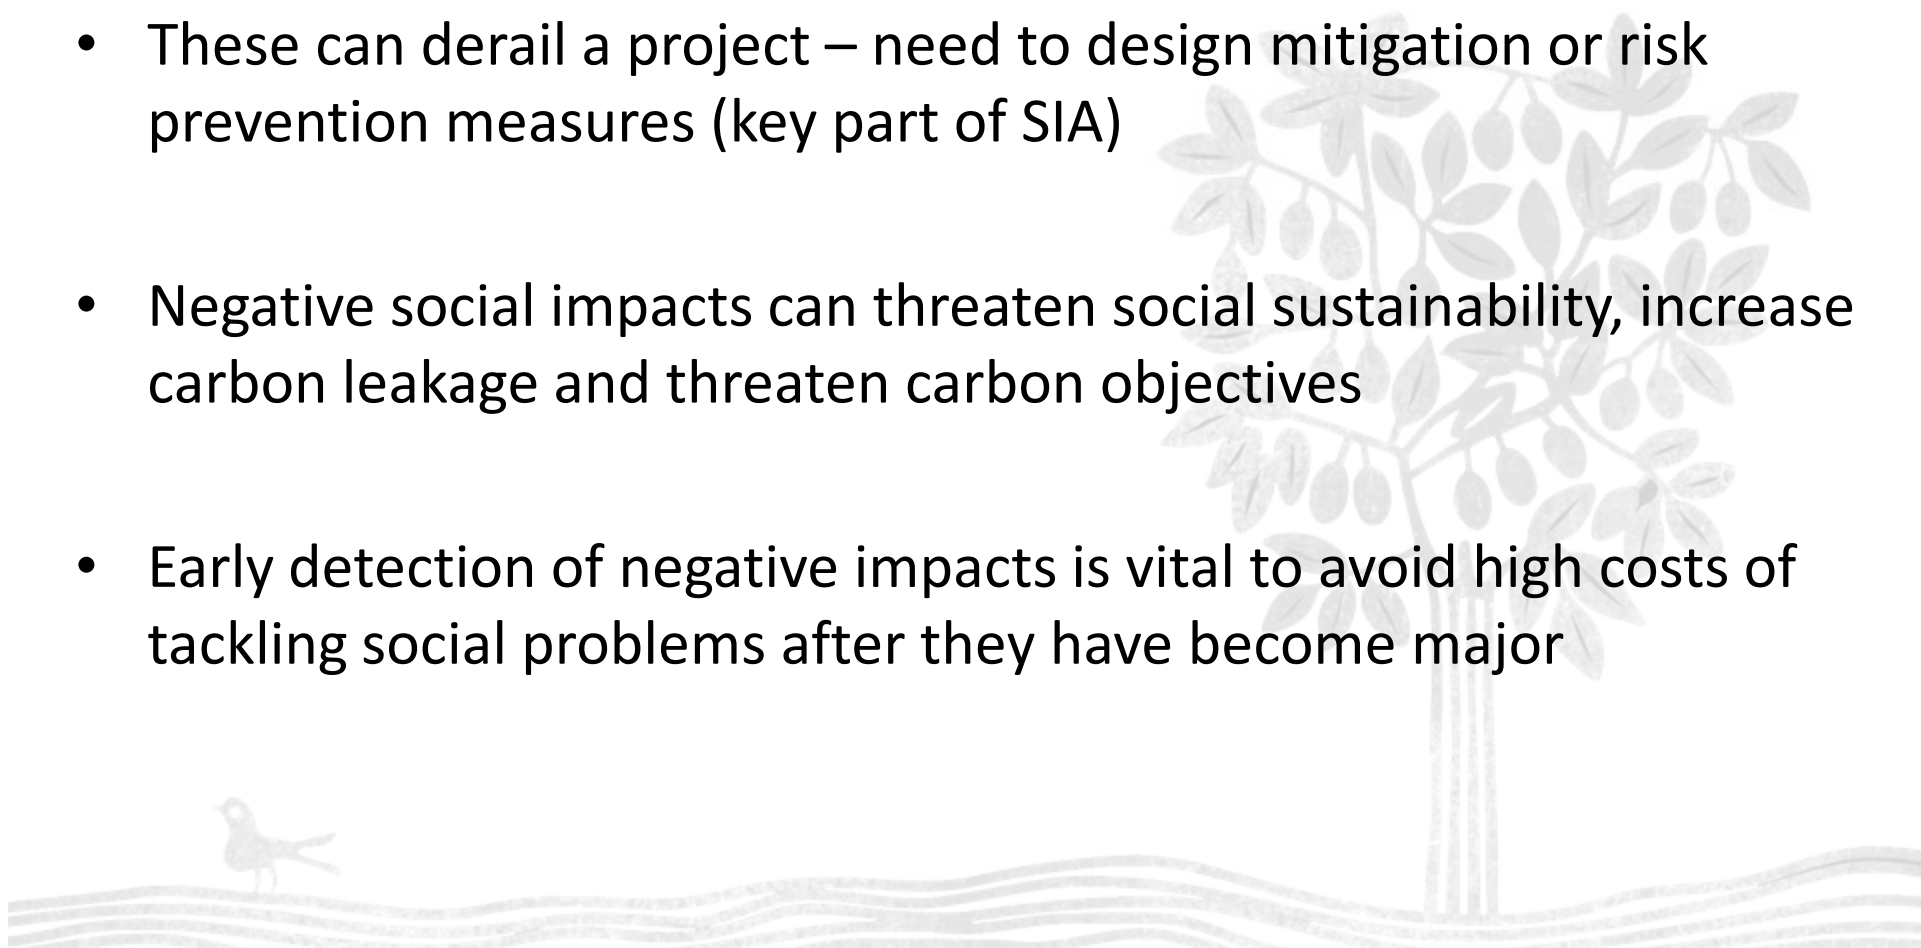 • These can derail a project – need to design mitigation or risk
prevention measures (key part of SIA)
• Negative social impacts can threaten social sustainability, increase
carbon leakage and threaten carbon objectives
• Early detection of negative impacts is vital to avoid high costs of
tackling social problems after they have become major